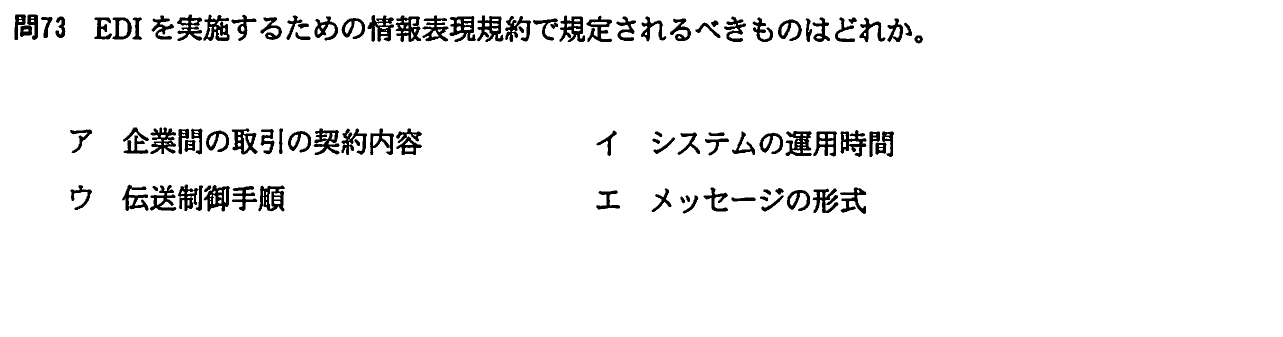 問73 EDIを実施するための情報表現規約で規定されるべきものはどれか。
ア 企業間の取引の契約内容 イ システムの運用時間
ウ 伝送制御手順 エ メッセージの形式